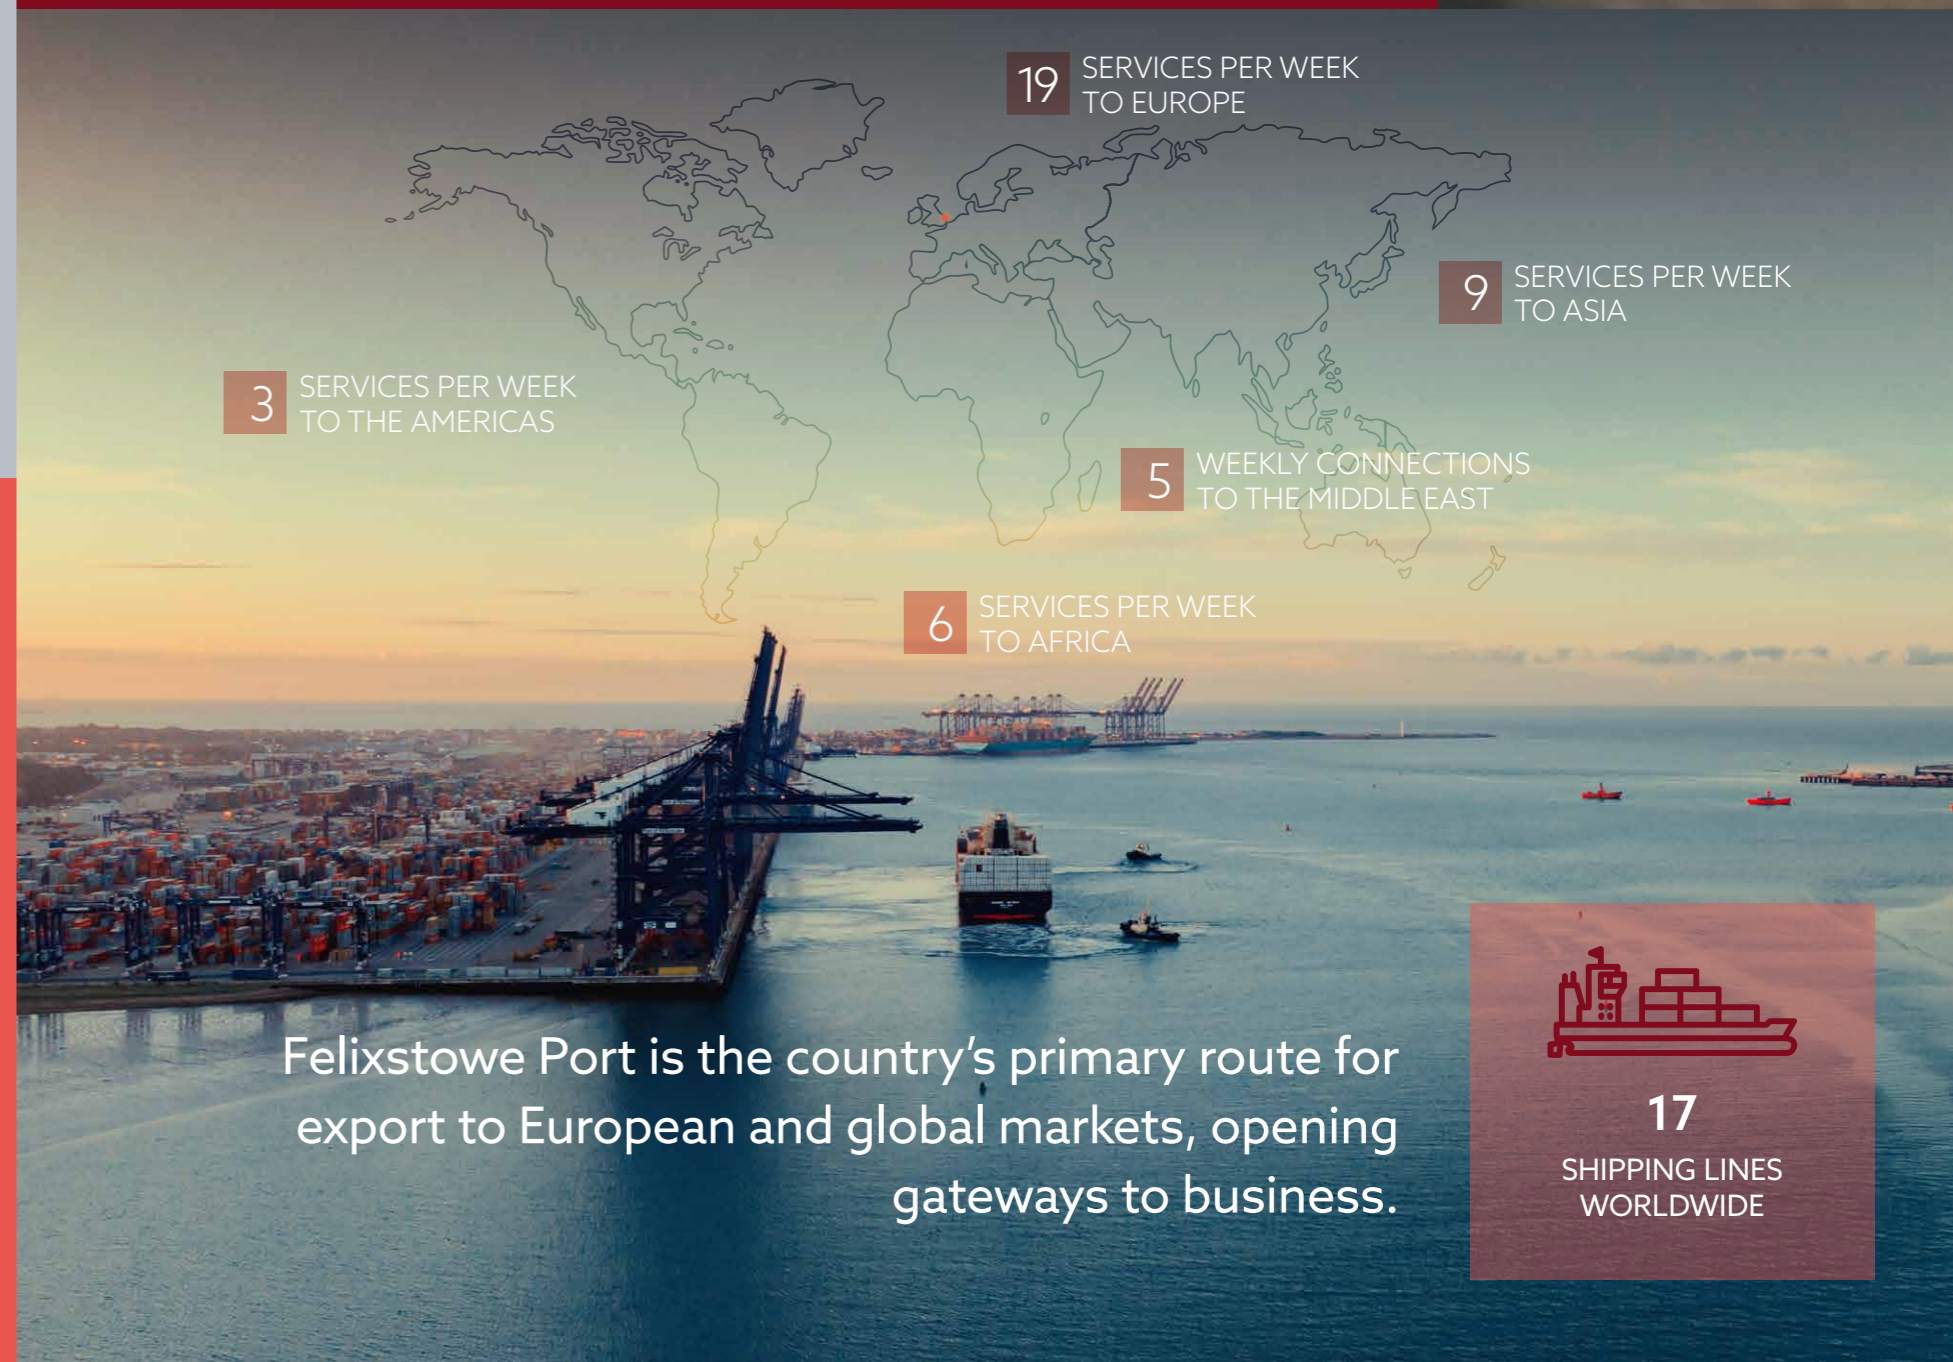 19
SERVICES PER WEEK
TO EUROPE
9
SERVICES PER WEEK
TO ASIA
3
SERVICES PER WEEK
TO THE AMERICAS
5
WEEKLY CONNECTIONS
TO THE MIDDLE EAST
6
SERVICES PER WEEK
TO AFRICA
Felixstowe Port is the country’s primary route for
export to European and global markets, opening
gateways to business.
17
SHIPPING LINES
WORLDWIDE